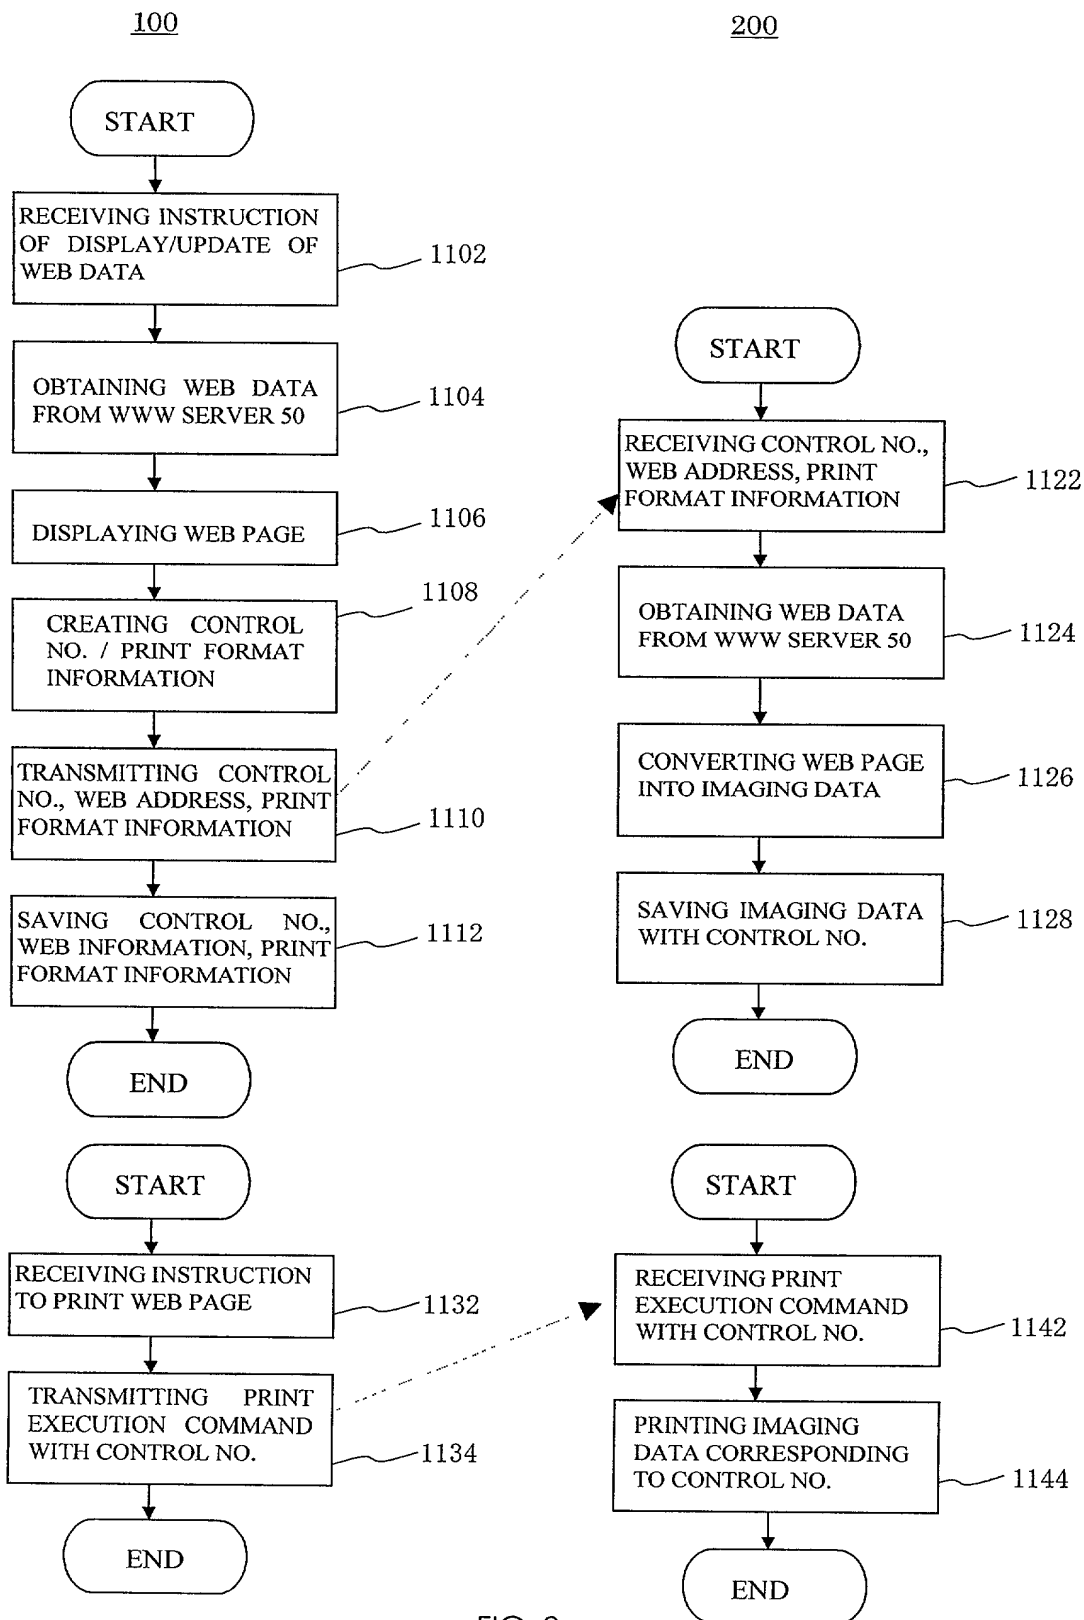 100
START
RECEIVING INSTRUCTION
OF DISPLAY/UPDATE OF
WEB DATA
1102
OBTAINING WEB DATA
FROM WWW SERVER 50
1104
DISPLAYING WEB PAGE
1106
CREATING CONTROL
NO. / PRINT FORMAT
INFORMATION
1108
TRANSMITTING CONTROL
NO., WEB ADDRESS, PRINT
FORMAT INFORMATION
1110
SAVING CONTROL NO.,
WEB INFORMATION, PRINT
FORMAT INFORMATION
1112
END
START
RECEIVING INSTRUCTION
TO PRINT WEB PAGE
1132
TRANSMITTING PRINT
EXECUTION COMMAND
WITH CONTROL NO.
1134
END
200
START
RECEIVING CONTROL NO.,
WEB ADDRESS, PRINT
FORMAT INFORMATION
1122
OBTAINING WEB DATA
FROM WWW SERVER 50
1124
CONVERTING WEB PAGE
INTO IMAGING DATA
1126
SAVING IMAGING DATA
WITH CONTROL NO.
1128
END
START
RECEIVING PRINT
EXECUTION COMMAND
WITH CONTROL NO.
1142
PRINTING IMAGING
DATA CORRESPONDING
TO CONTROL NO.
1144
END